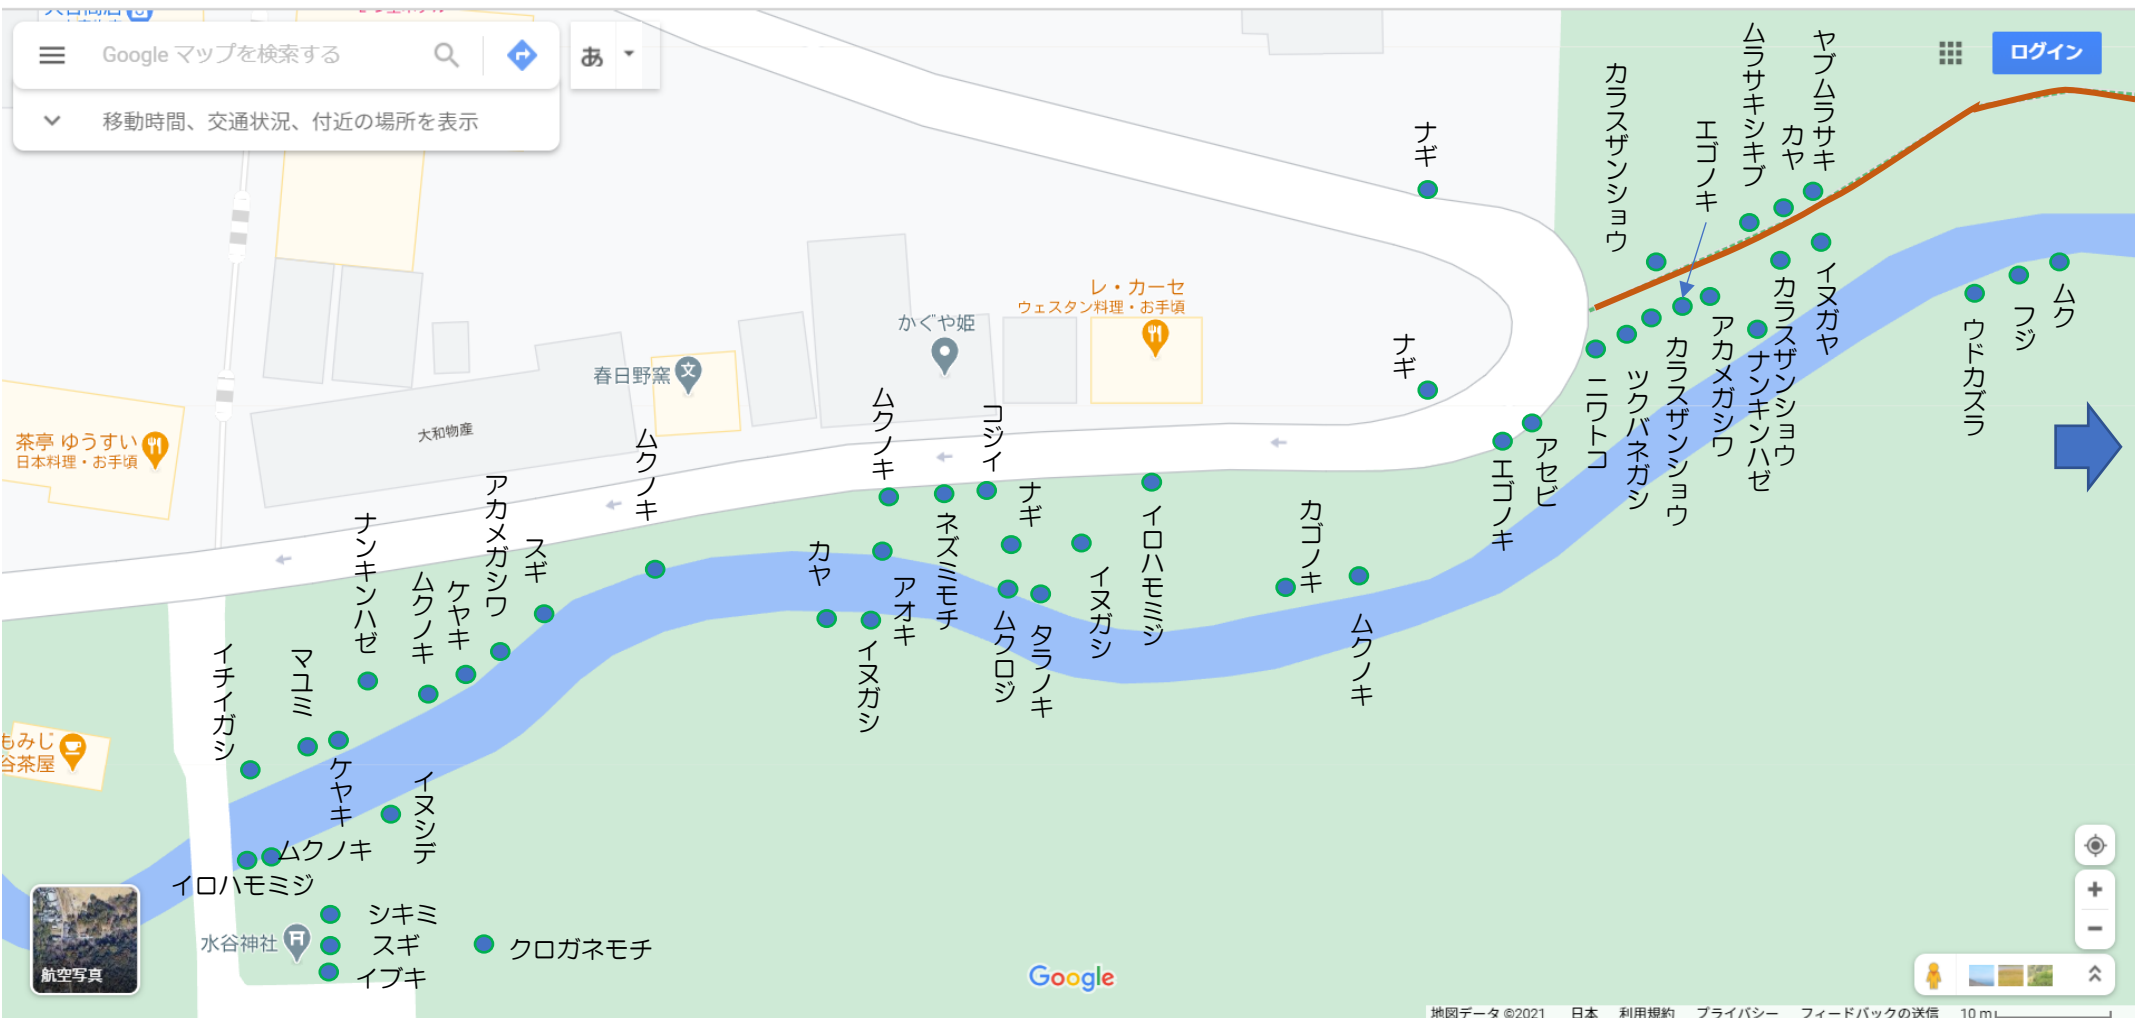 Google マップを検索する
あ
移動時間、交通状況、付近の場所を表示
ログイン
ナギ
カラスザンショウ
エゴノキ
ムラサキシキブ
カヤ
ヤブムラサキ
レ・カーセ
ウェスタン料理・お手頃
かぐや姫
春日野窯
大和物産
茶亭 ゆうすい
日本料理・お手頃
ナギ
イヌガヤ
カラスザンショウ
ナンキンハゼ
アカメガシワ
カラスザンショウ
ツクバネガシ
ニワトコ
ウドカズラ
フジ
ムク
アセビ
エゴノキ
ムクノキ
コジイ
ムクノキ
アカメガシワ
スギ
ナンキンハゼ
ムクノキ
ケヤキ
カヤ
アオキ
イヌガシ
ネズミモチ
ナギ
ムクロジ
タラノキ
イヌガシ
イロハモミジ
カゴノキ
ムクノキ
イチイガシ
マユミ
ケヤキ
イヌシデ
もみじ
谷茶屋
ムクノキ
イロハモミジ
シキミ
水谷神社
スギ
クロガネモチ
イブキ
航空写真
Google
地図データ ©2021 日本 利用規約 プライバシー フィードバックの送信 10 m